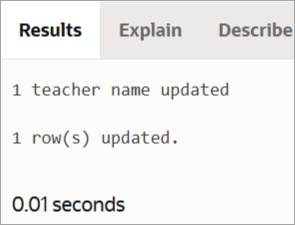 Results Explain Describe
1 teacher name updated
1 row(s) updated.
0.01 seconds